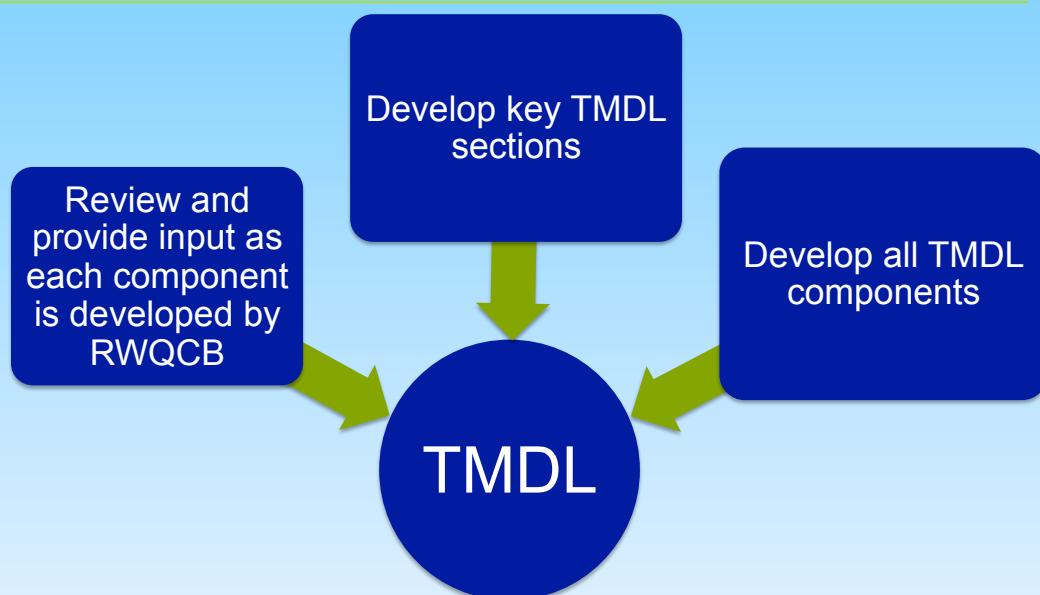 Review and
provide input as
each component
is developed by
RWQCB
Develop key TMDL
sections
Develop all TMDL
components
TMDL